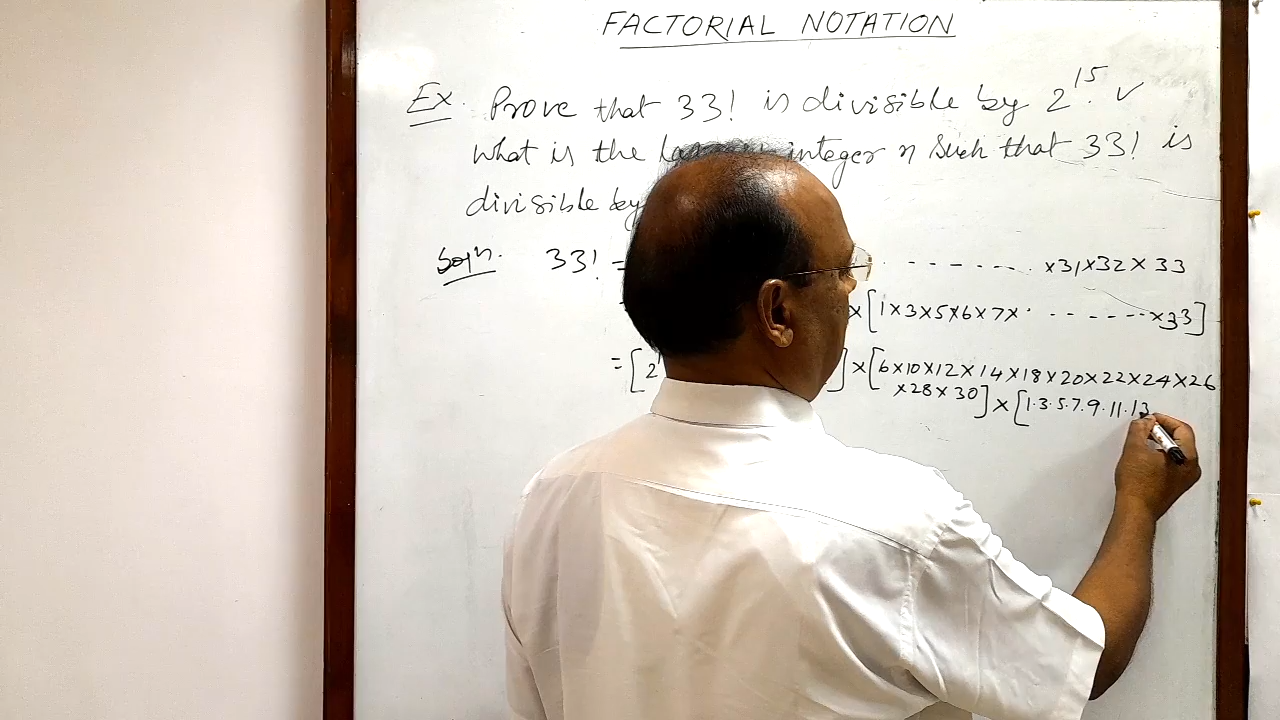 FACTORIAL NOTATION
Ex. Prove that 33! is divisible by 2^15. ✓
What is the integer n such that 33! is
divisible by
Sol^n. 33! = - - - - - - ×31×32×33
×[1×3×5×6×7×· - - - - - ×33]
=[2 ]×[6×10×12×14×18×20×22×24×26
×28×30]×[1.3.5.7.9.11.13